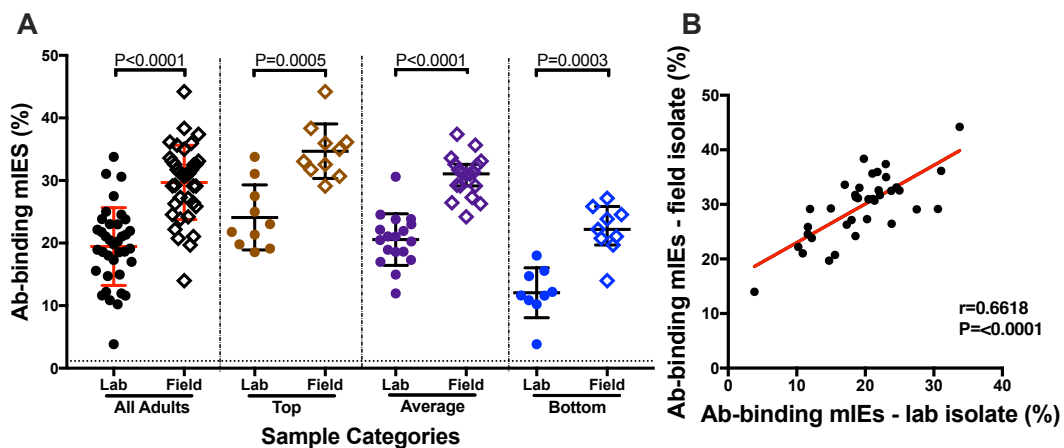 A
Ab-binding mIES (%)
50
40
30
20
10
0
P<0.0001
P=0.0005
P<0.0001
P=0.0003
Lab Field Lab Field Lab Field Lab Field
All Adults Top Average Bottom
Sample Categories
B
Ab-binding mIEs - field isolate (%)
50
40
30
20
10
0
r=0.6618
P=<0.0001
0 10 20 30 40
Ab-binding mIEs - lab isolate (%)